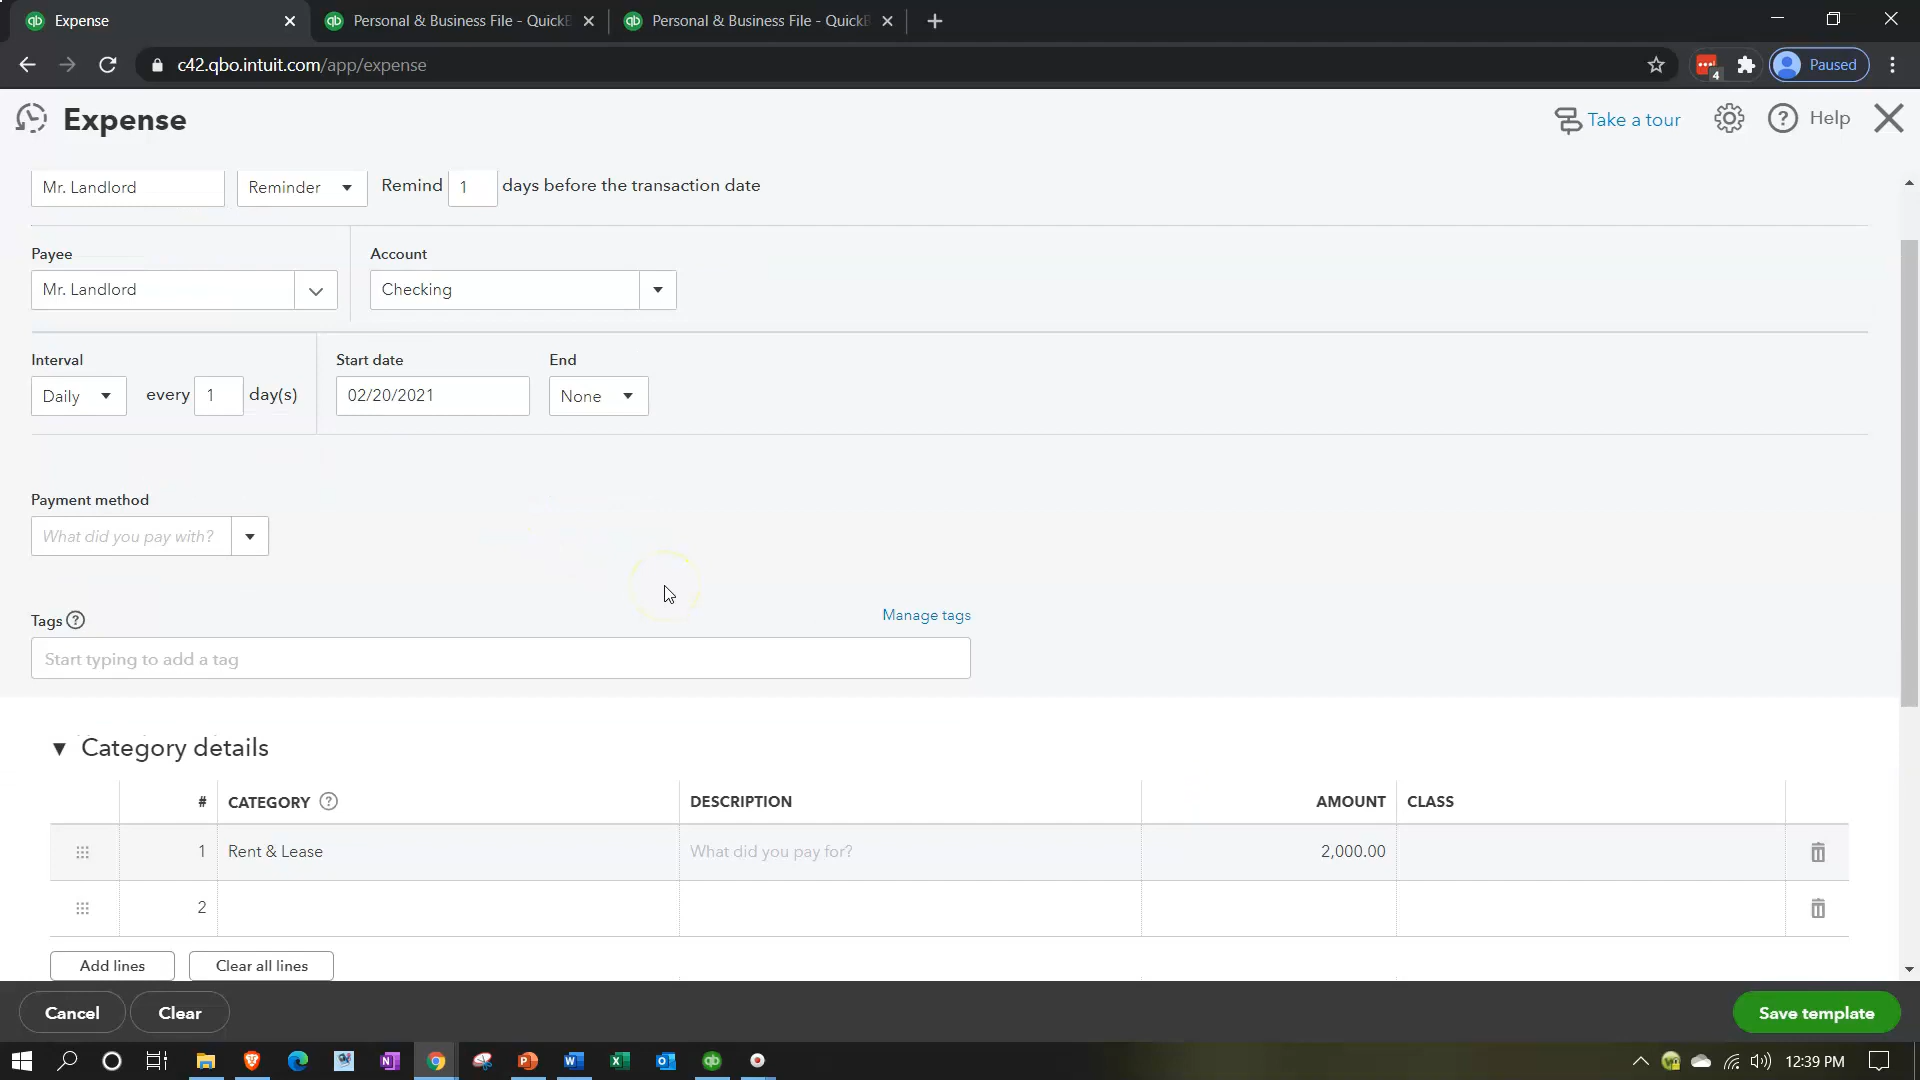 Expense
Personal & Business File - QuickB
Personal & Business File - QuickB
c42.qbo.intuit.com/app/expense
4
Paused
Expense
Take a tour
Help
Mr. Landlord
Reminder
Remind 1 days before the transaction date
Payee
Account
Mr. Landlord
Checking
Interval
Start date
End
Daily
every 1 day(s)
02/20/2021
None
Payment method
What did you pay with?
Tags ?
Manage tags
Start typing to add a tag
Category details
# CATEGORY ? DESCRIPTION AMOUNT CLASS
1 Rent & Lease What did you pay for? 2,000.00
2
Add lines
Clear all lines
Cancel
Clear
Save template
12:39 PM